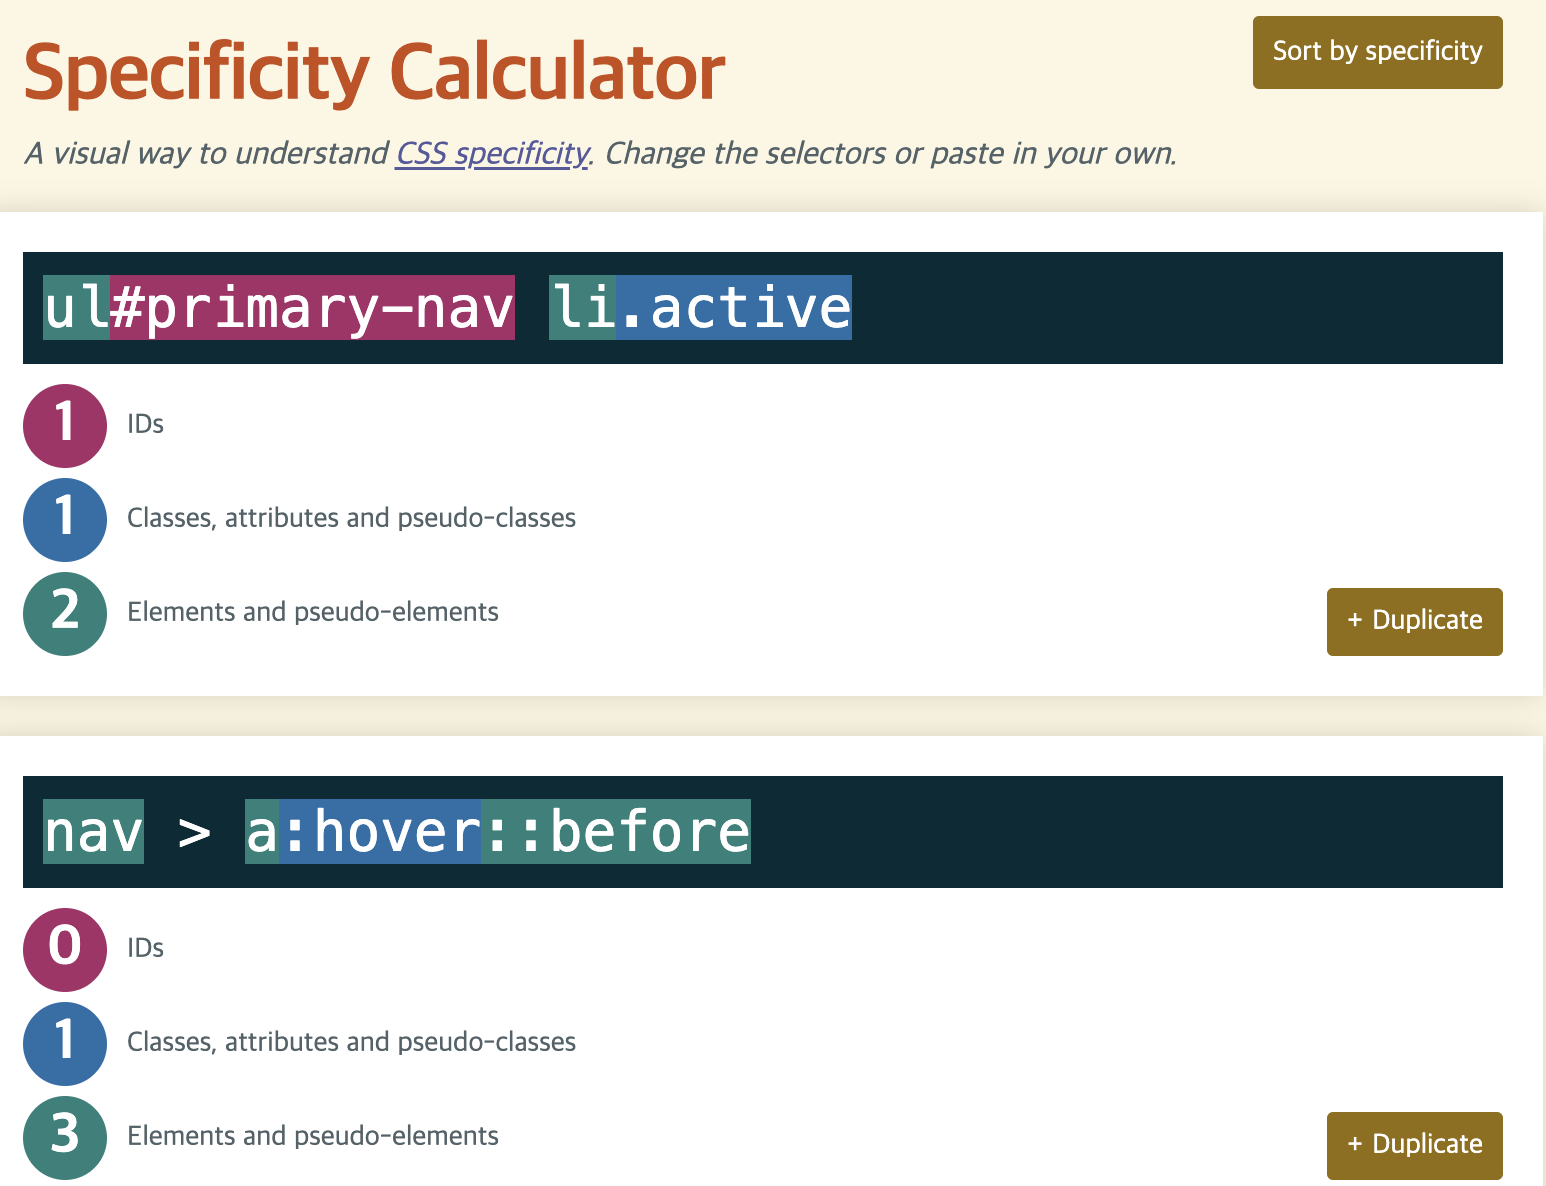 Specificity Calculator
Sort by specificity
A visual way to understand CSS specificity. Change the selectors or paste in your own.
ul#primary-nav li.active
1 IDs
1 Classes, attributes and pseudo-classes
2 Elements and pseudo-elements
+ Duplicate
nav > a:hover::before
0 IDs
1 Classes, attributes and pseudo-classes
3 Elements and pseudo-elements
+ Duplicate